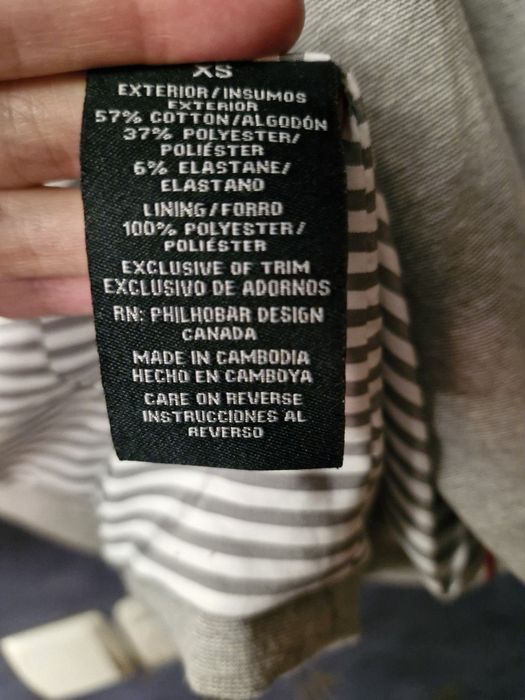 XS
EXTERIOR/INSUMOS
EXTERIOR
57% COTTON/ALGODÓN
37% POLYESTER/
POLIÉSTER
6% ELASTANE/
ELASTANO
LINING/FORRO
100% POLYESTER/
POLIÉSTER
EXCLUSIVE OF TRIM
EXCLUSIVO DE ADORNOS
RN: PHILHOBAR DESIGN
CANADA
MADE IN CAMBODIA
HECHO EN CAMBOYA
CARE ON REVERSE
INSTRUCCIONES AL
REVERSO